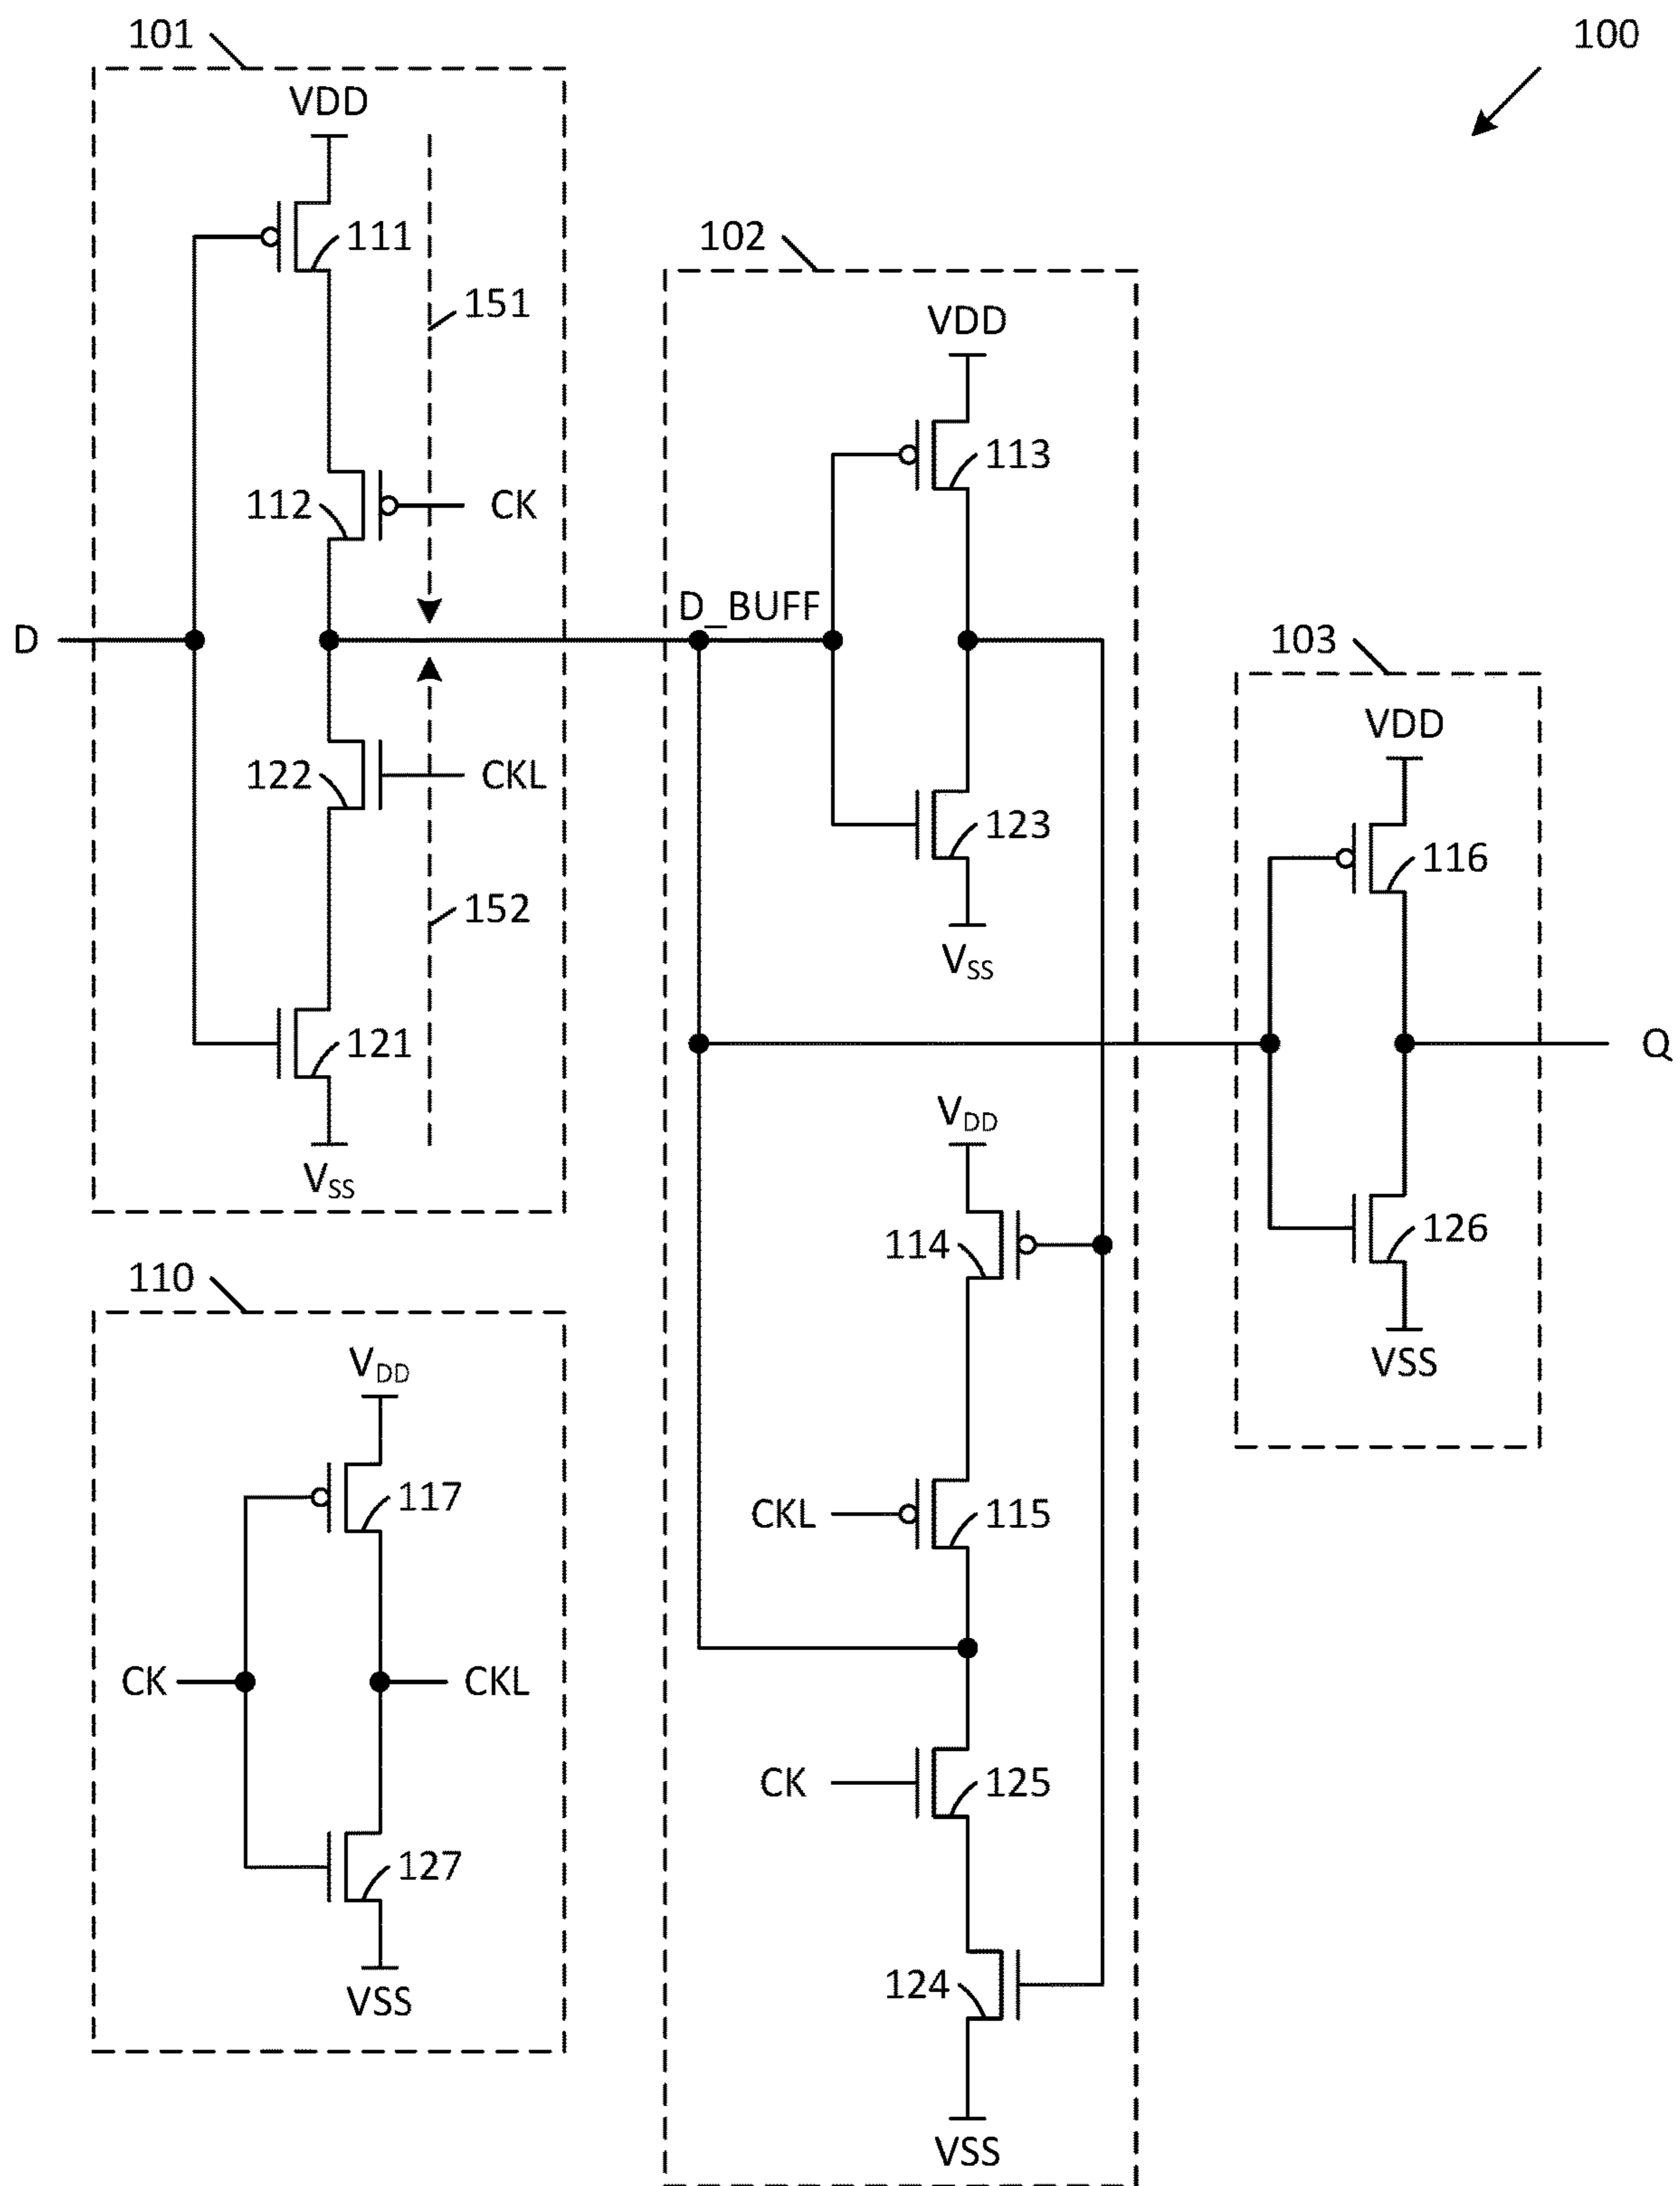 100
101
VDD
111
151
112
CK
D
122
CKL
152
121
VSS
102
VDD
113
D_BUFF
123
VSS
VDD
114
CKL
115
CK
125
124
VSS
103
VDD
116
Q
126
VSS
110
VDD
117
CK
CKL
127
VSS